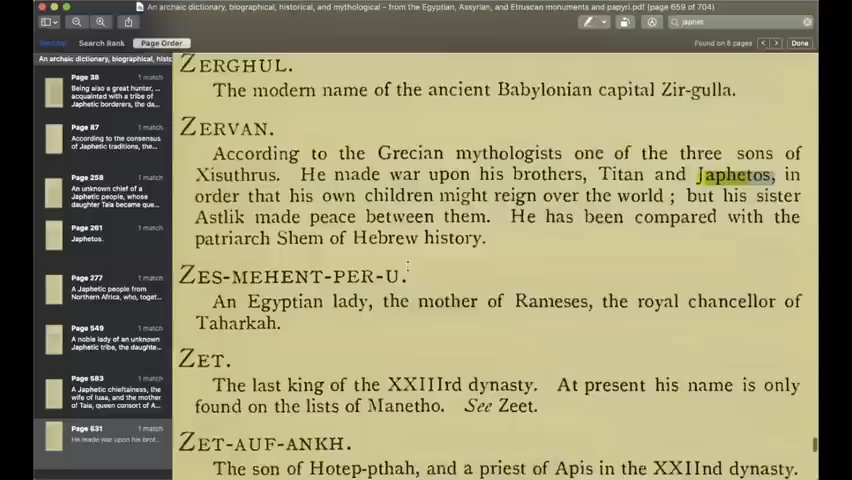 An archaic dictionary, biographical, historical, and mythological - from the Egyptian, Assyrian, and Etruscan monuments and papyri.pdf (page 659 of 704)
japhet
Search Rank
Page Order
Found on 8 pages
Done
An archaic dictionary, biographical, histo
Page 38
1 match
Being also a great hunter, ...
acquainted with a tribe of
Japhetic borderers, the da...
Page 87
1 match
According to the consensus
of Japhetic traditions, the...
Page 258
1 match
An unknown chief of a
Japhetic people, whose
daughter Taia became que...
Page 261
1 match
Japhetos.
Page 277
1 match
A Japhetic people from
Northern Africa, who, toget...
Page 549
1 match
A noble lady of an unknown
Japhetic tribe, the daughte...
Page 583
1 match
A Japhetic chieftainess, the
wife of Iuaa, and the mother
of Taia, queen consort of A...
Page 631
1 match
He made war upon his brot...
ZERGHUL.
The modern name of the ancient Babylonian capital Zir-gulla.
ZERVAN.
According to the Grecian mythologists one of the three sons of
Xisuthrus. He made war upon his brothers, Titan and Japhetos, in
order that his own children might reign over the world ; but his sister
Astlik made peace between them. He has been compared with the
patriarch Shem of Hebrew history.
ZES-MEHENT-PER-U.
An Egyptian lady, the mother of Rameses, the royal chancellor of
Taharkah.
ZET.
The last king of the XXIIIrd dynasty. At present his name is only
found on the lists of Manetho. See Zeet.
ZET-AUF-ANKH.
The son of Hotep-pthah, and a priest of Apis in the XXIInd dynasty.